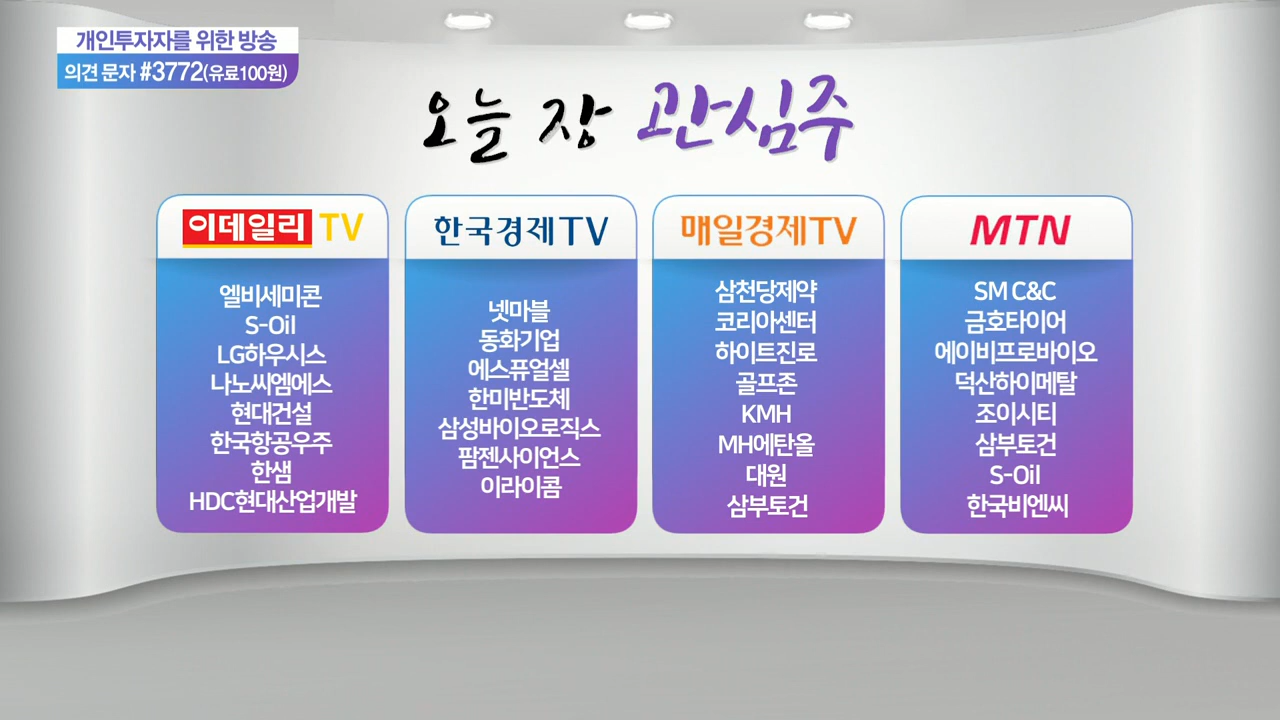 개인투자자를 위한 방송
의견 문자 #3772(유료100원)
오늘 장 관심주
이데일리 TV
엘비세미콘
S-Oil
LG하우시스
나노씨엠에스
현대건설
한국항공우주
한샘
HDC현대산업개발
한국경제TV
넷마블
동화기업
에스퓨얼셀
한미반도체
삼성바이오로직스
팜젠사이언스
이라이콤
매일경제TV
삼천당제약
코리아센터
하이트진로
골프존
KMH
MH에탄올
대원
삼부토건
MTN
SM C&C
금호타이어
에이비프로바이오
덕산하이메탈
조이시티
삼부토건
S-Oil
한국비엔씨